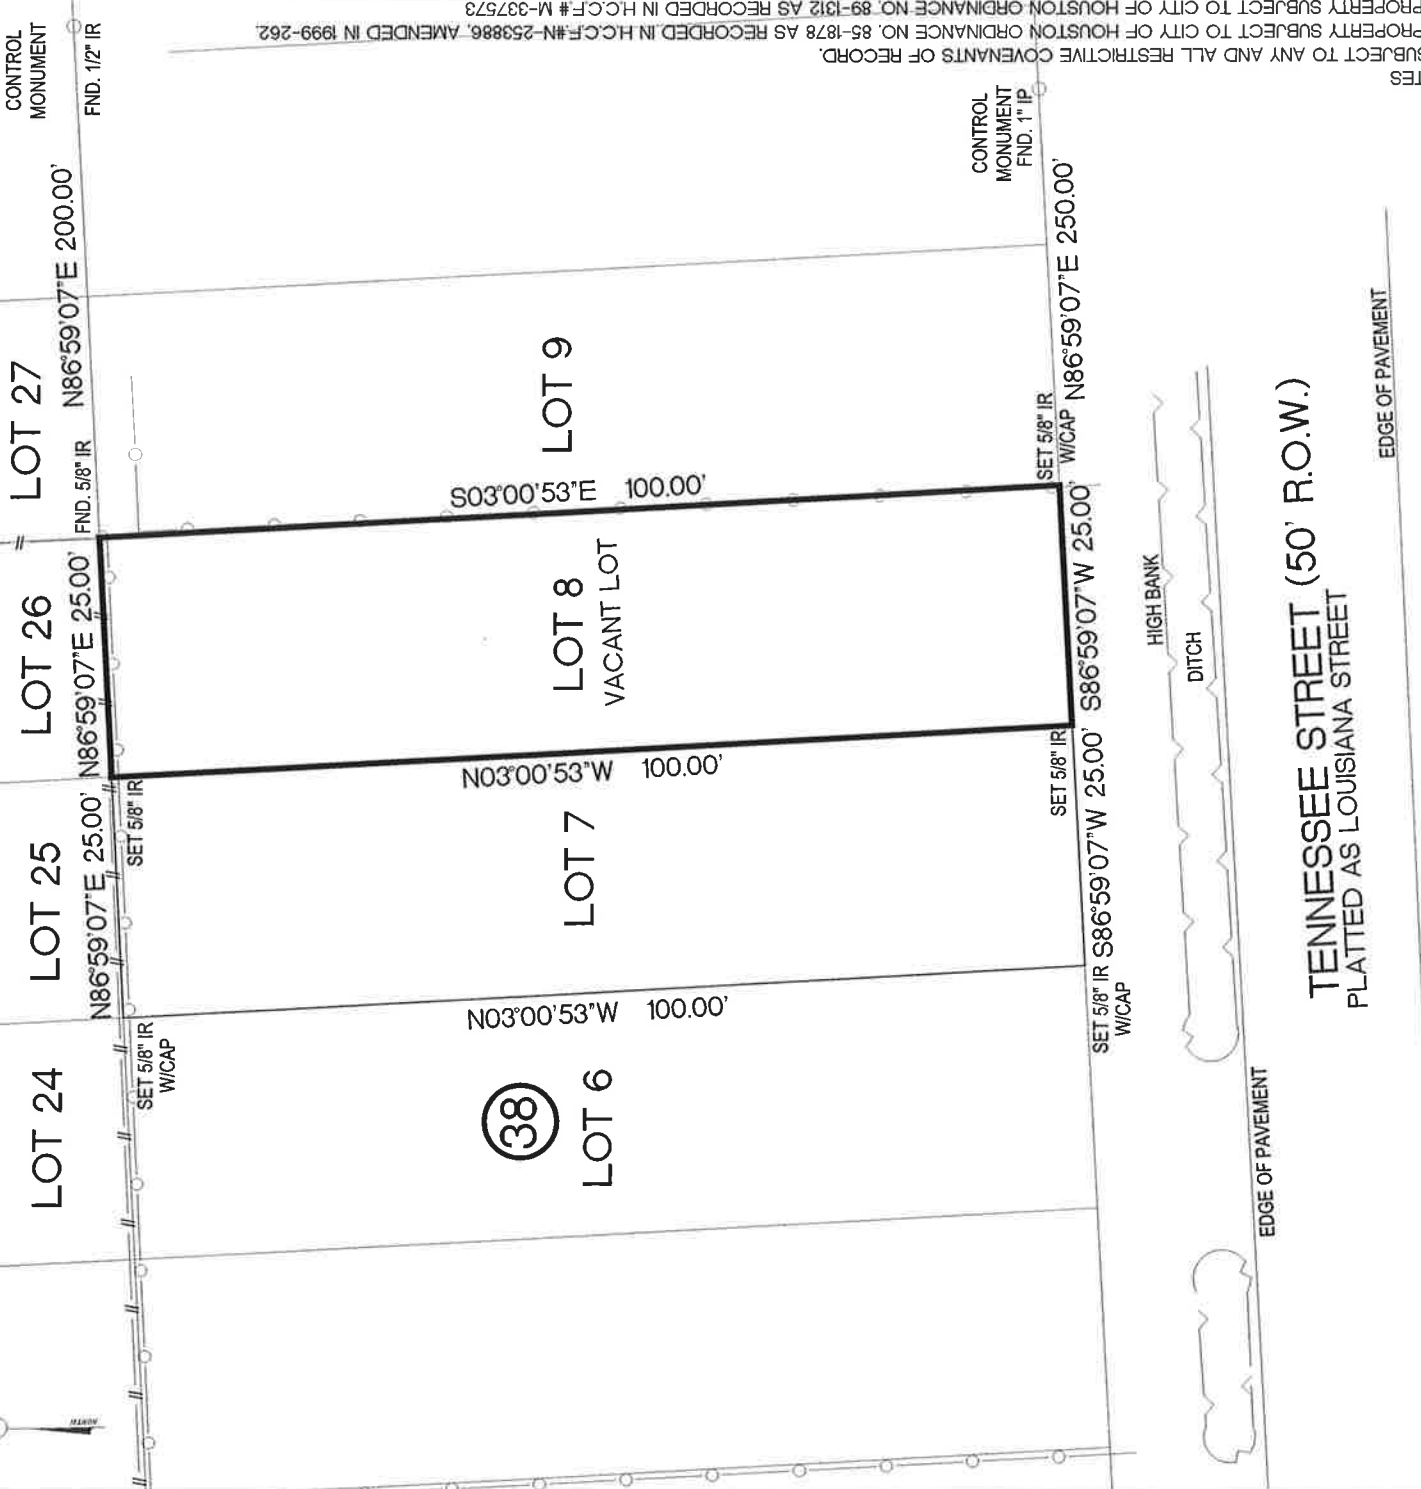 TES
SUBJECT TO ANY AND ALL RESTRICTIVE COVENANTS OF RECORD.
PROPERTY SUBJECT TO CITY OF HOUSTON ORDINANCE NO. 85-1878 AS RECORDED IN H.C.C.F.#N-253886, AMENDED IN 1999-262.
PROPERTY SUBJECT TO CITY OF HOUSTON ORDINANCE NO. 89-1312 AS RECORDED IN H.C.C.F.# M-337573
CONTROL
MONUMENT
FND. 1/2" IR
N86°59'07"E 200.00'
LOT 27
FND. 5/8" IR
LOT 26
N86°59'07"E 25.00'
LOT 25
N86°59'07"E 25.00'
SET 5/8" IR
LOT 24
SET 5/8" IR
W/CAP
NORTH
LOT 9
S03°00'53"E 100.00'
LOT 8
VACANT LOT
N03°00'53"W 100.00'
LOT 7
N03°00'53"W 100.00'
38
LOT 6
CONTROL
MONUMENT
FND. 1" IP
N86°59'07"E 250.00'
SET 5/8" IR
W/CAP
S86°59'07"W 25.00'
SET 5/8" IR
S86°59'07"W 25.00'
SET 5/8" IR
W/CAP
HIGH BANK
DITCH
EDGE OF PAVEMENT
TENNESSEE STREET (50' R.O.W.)
PLATTED AS LOUISIANA STREET
EDGE OF PAVEMENT